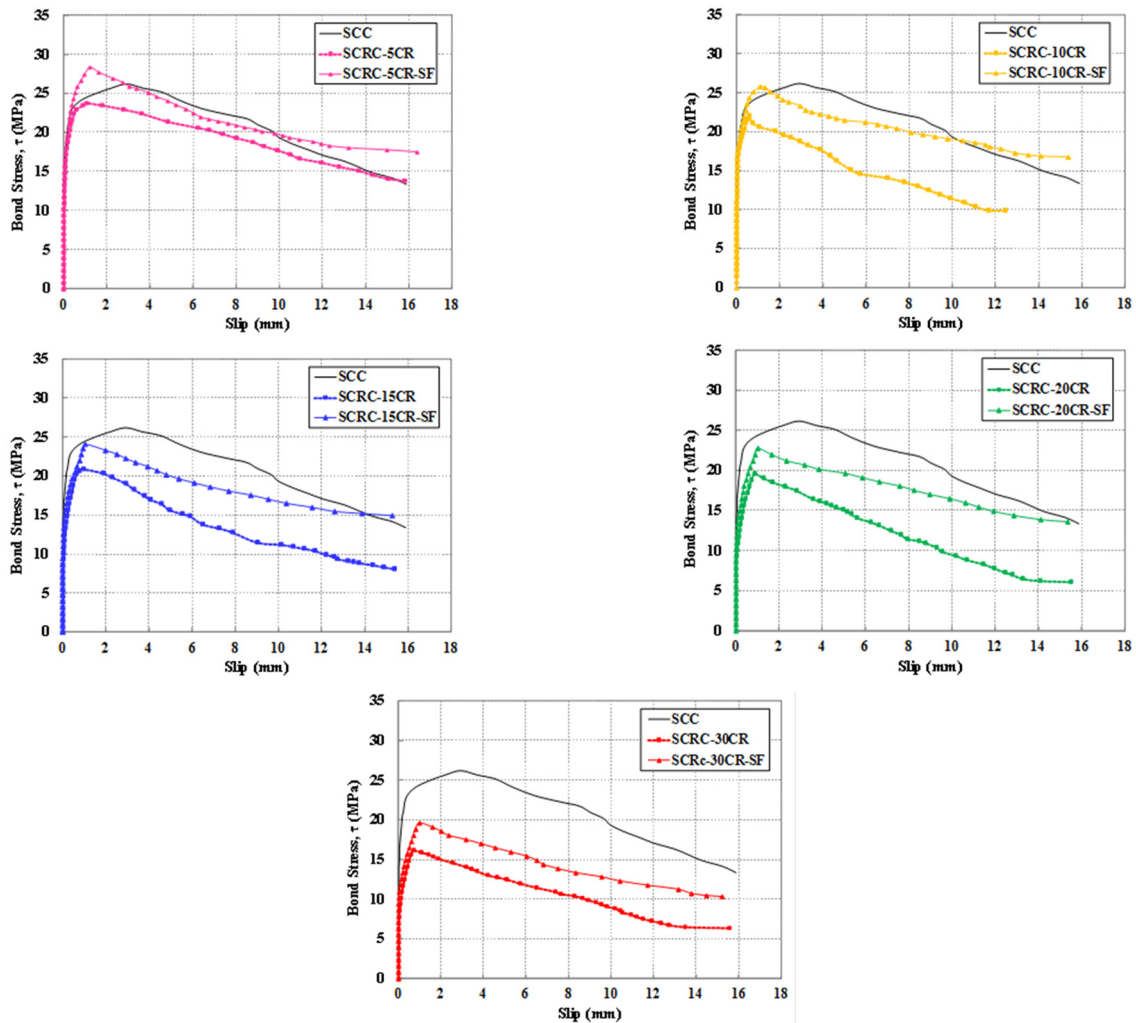 35
30
25
20
15
10
5
0
Bond Stress, τ (MPa)
SCC
SCRC-5CR
SCRC-5CR-SF
0 2 4 6 8 10 12 14 16 18
Slip (mm)
35
30
25
20
15
10
5
0
Bond Stress, τ (MPa)
SCC
SCRC-10CR
SCRC-10CR-SF
0 2 4 6 8 10 12 14 16 18
Slip (mm)
35
30
25
20
15
10
5
0
Bond Stress, τ (MPa)
SCC
SCRC-15CR
SCRC-15CR-SF
0 2 4 6 8 10 12 14 16 18
Slip (mm)
35
30
25
20
15
10
5
0
Bond Stress, τ (MPa)
SCC
SCRC-20CR
SCRC-20CR-SF
0 2 4 6 8 10 12 14 16 18
Slip (mm)
35
30
25
20
15
10
5
0
Bond Stress, τ (MPa)
SCC
SCRC-30CR
SCRc-30CR-SF
0 2 4 6 8 10 12 14 16 18
Slip (mm)